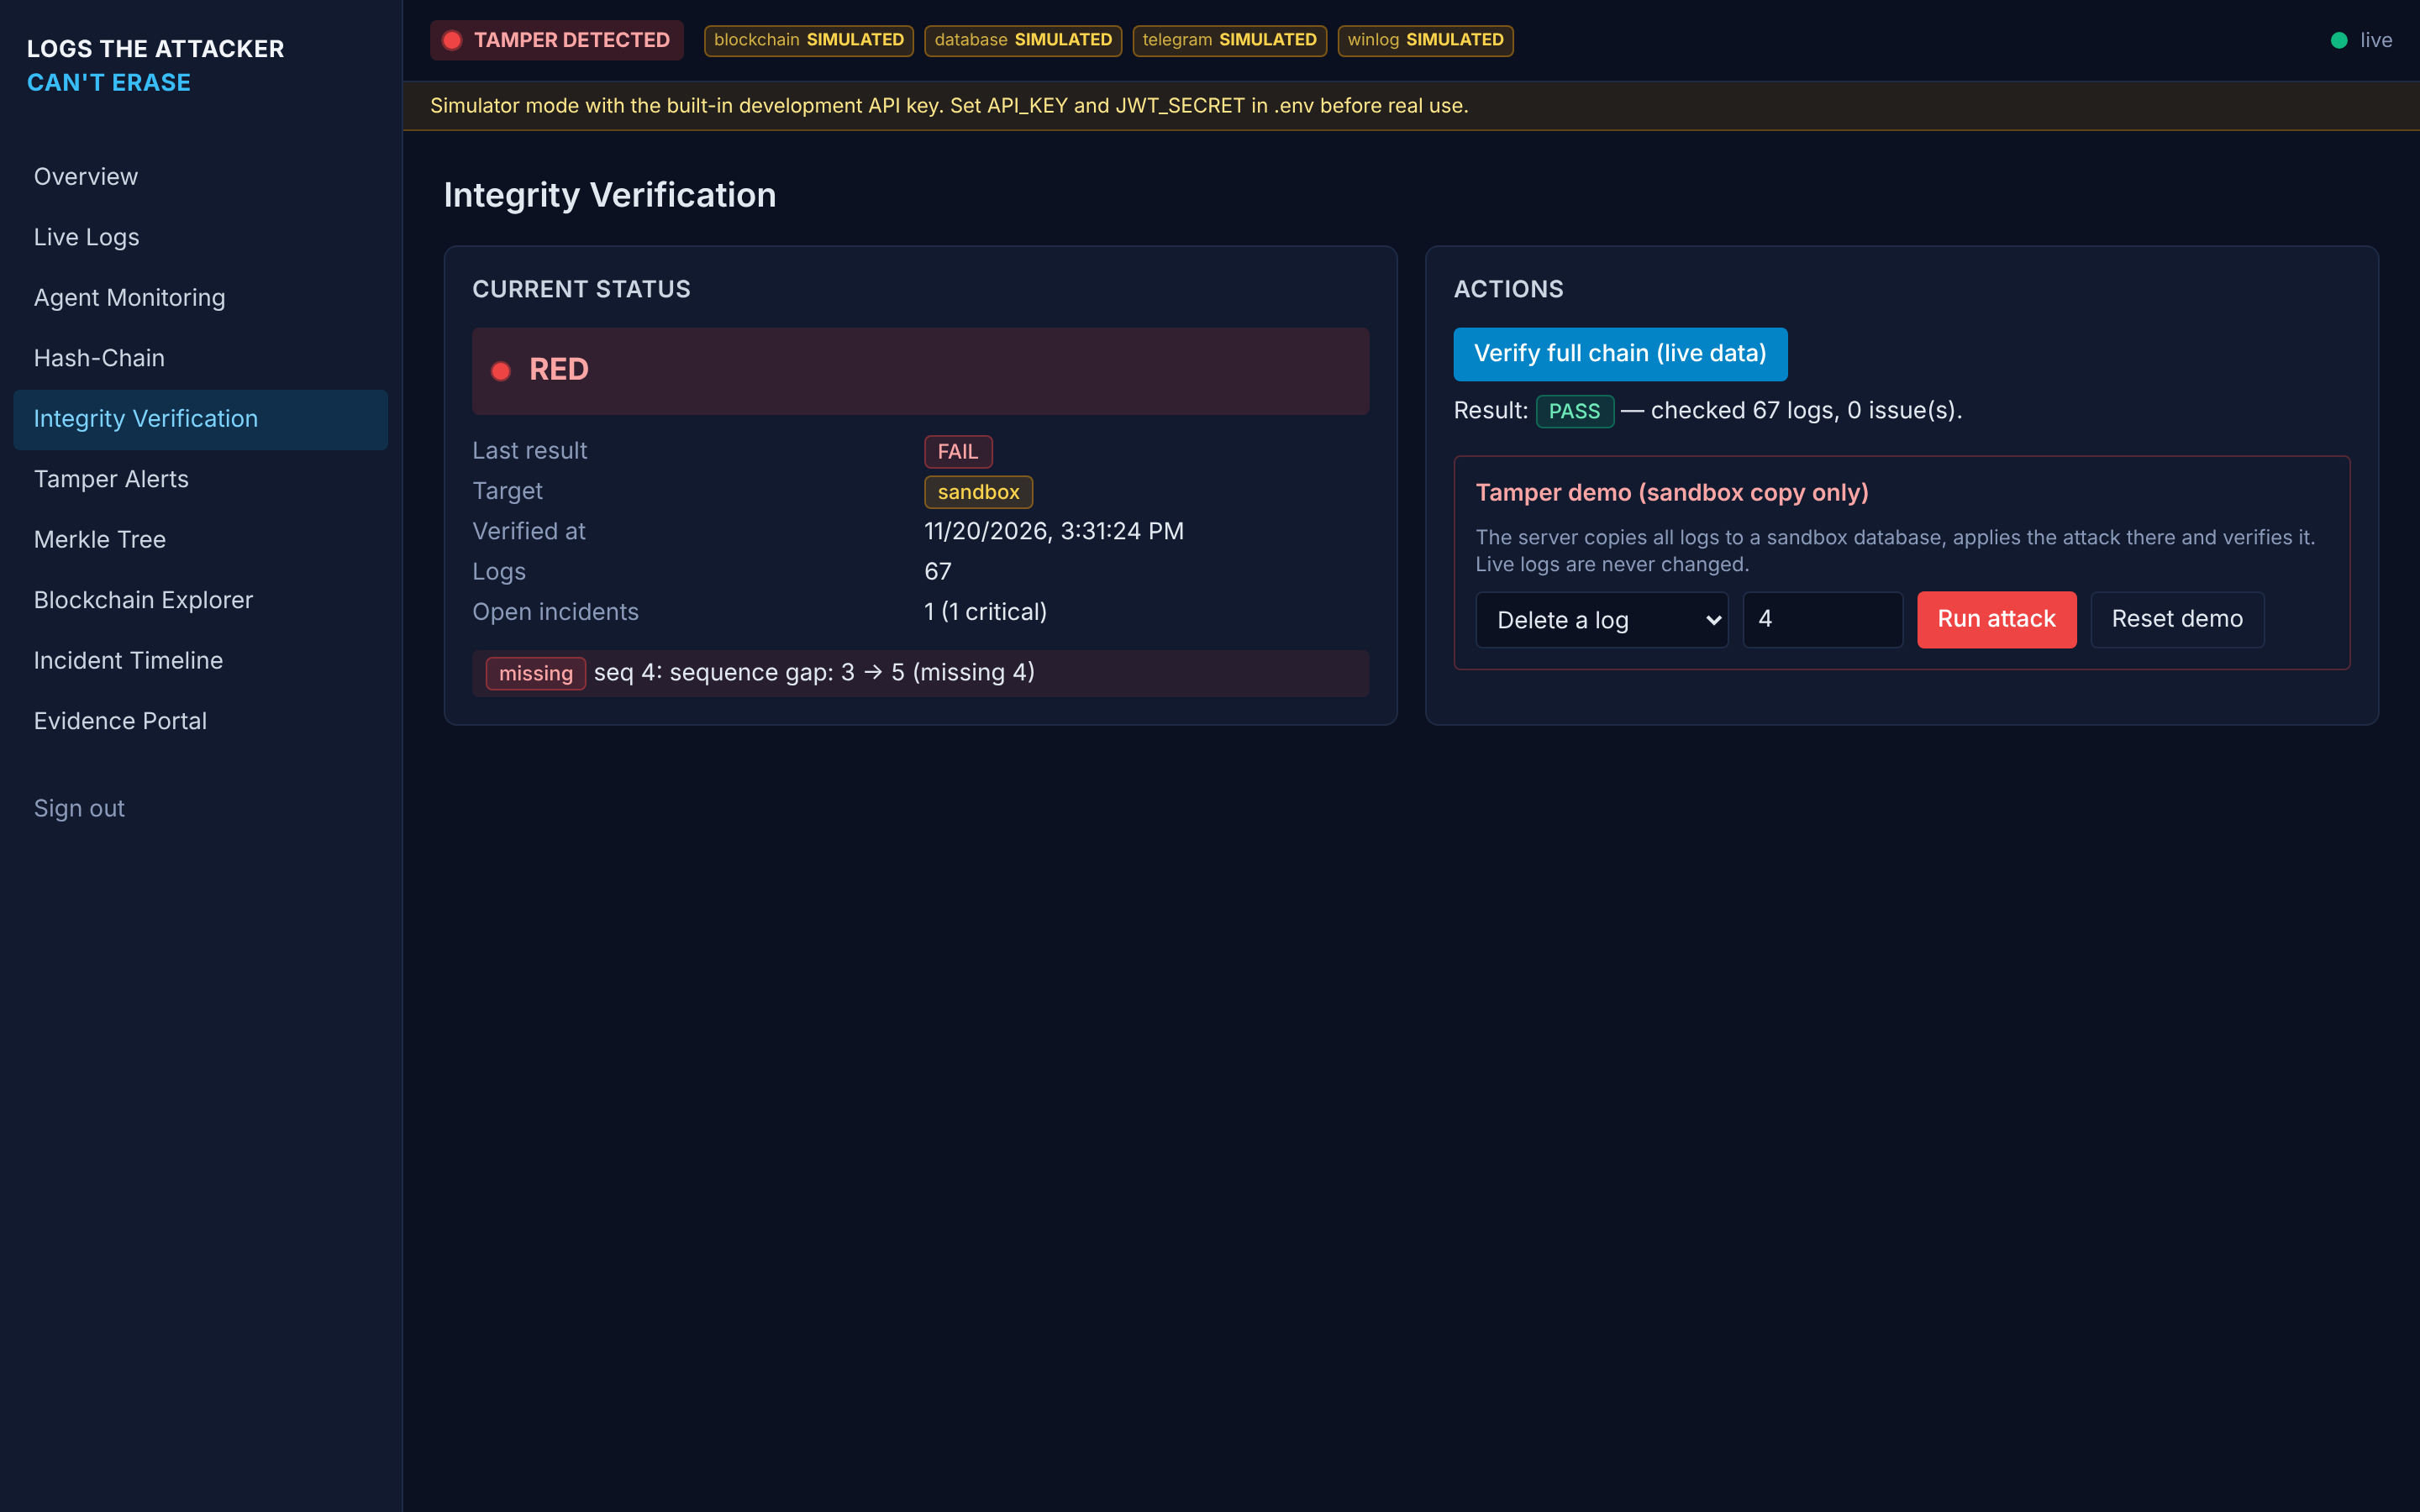 LOGS THE ATTACKER
CAN'T ERASE
Overview
Live Logs
Agent Monitoring
Hash-Chain
Integrity Verification
Tamper Alerts
Merkle Tree
Blockchain Explorer
Incident Timeline
Evidence Portal
Sign out
TAMPER DETECTED
blockchain SIMULATED
database SIMULATED
telegram SIMULATED
winlog SIMULATED
live
Simulator mode with the built-in development API key. Set API_KEY and JWT_SECRET in .env before real use.
Integrity Verification
CURRENT STATUS
RED
Last result FAIL
Target sandbox
Verified at 11/20/2026, 3:31:24 PM
Logs 67
Open incidents 1 (1 critical)
missing seq 4: sequence gap: 3 → 5 (missing 4)
ACTIONS
Verify full chain (live data)
Result: PASS — checked 67 logs, 0 issue(s).
Tamper demo (sandbox copy only)
The server copies all logs to a sandbox database, applies the attack there and verifies it.
Live logs are never changed.
Delete a log 4 Run attack Reset demo